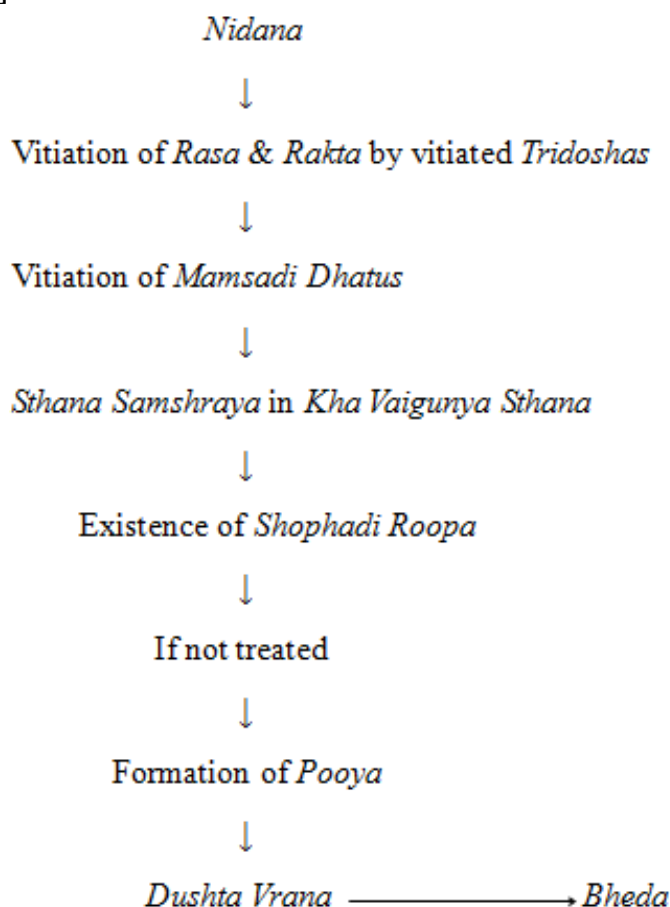 ]
Nidana
↓
Vitiation of Rasa & Rakta by vitiated Tridoshas
↓
Vitiation of Mamsadi Dhatus
↓
Sthana Samshraya in Kha Vaigunya Sthana
↓
Existence of Shophadi Roopa
↓
If not treated
↓
Formation of Pooya
↓
Dushta Vrana → Bheda